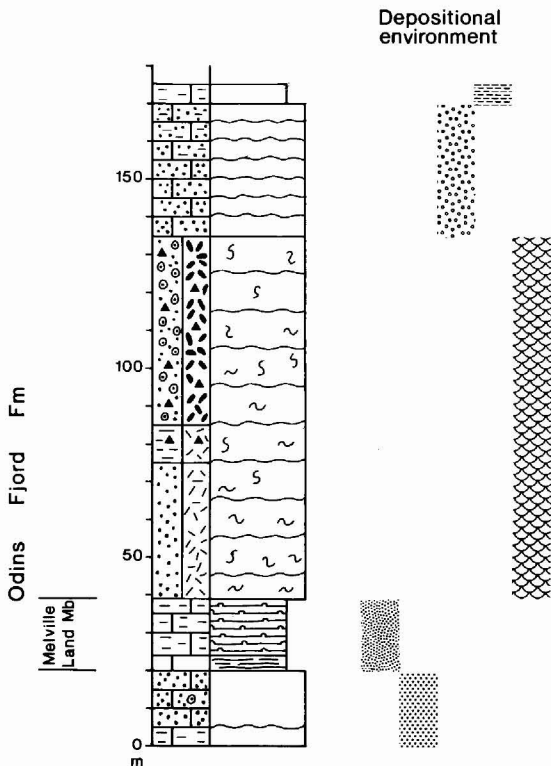 Depositional
environment
150
100
50
0
m
Odins Fjord Fm
Melville
Land Mb